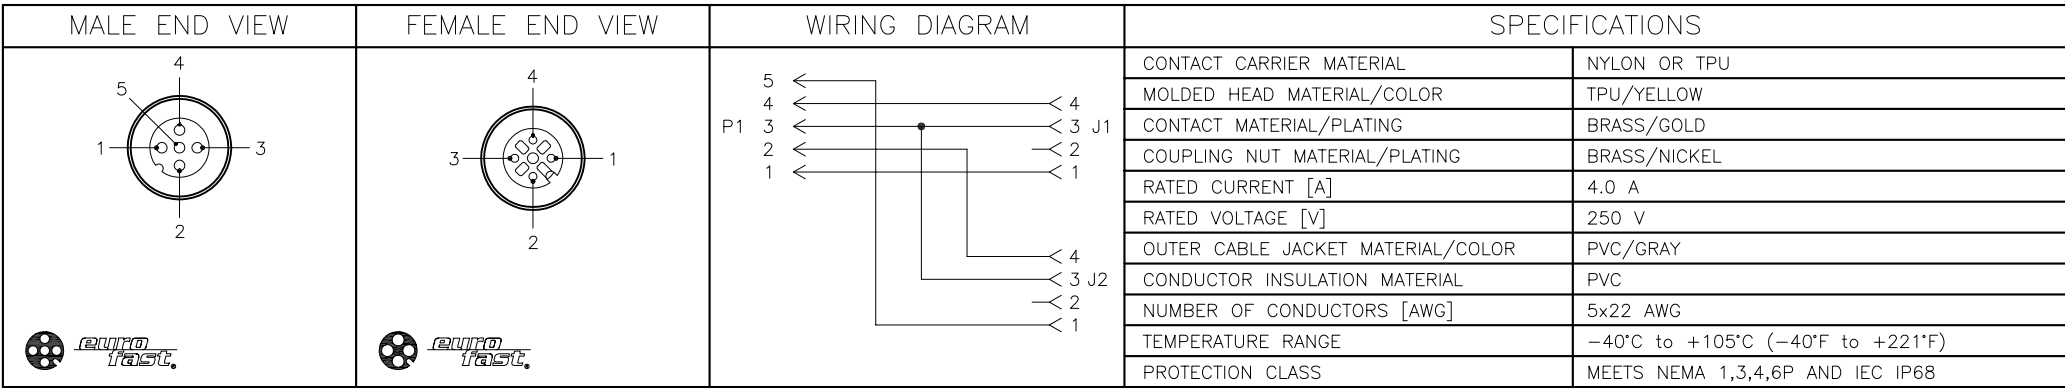 MALE END VIEW
4
5
1
3
2
euro
fast.
FEMALE END VIEW
4
3
1
2
euro
fast.
WIRING DIAGRAM
5
4 4
P1 3 3 J1
2 2
1 1
4
3 J2
2
1
SPECIFICATIONS
CONTACT CARRIER MATERIAL NYLON OR TPU
MOLDED HEAD MATERIAL/COLOR TPU/YELLOW
CONTACT MATERIAL/PLATING BRASS/GOLD
COUPLING NUT MATERIAL/PLATING BRASS/NICKEL
RATED CURRENT [A] 4.0 A
RATED VOLTAGE [V] 250 V
OUTER CABLE JACKET MATERIAL/COLOR PVC/GRAY
CONDUCTOR INSULATION MATERIAL PVC
NUMBER OF CONDUCTORS [AWG] 5x22 AWG
TEMPERATURE RANGE −40°C to +105°C (−40°F to +221°F)
PROTECTION CLASS MEETS NEMA 1,3,4,6P AND IEC IP68